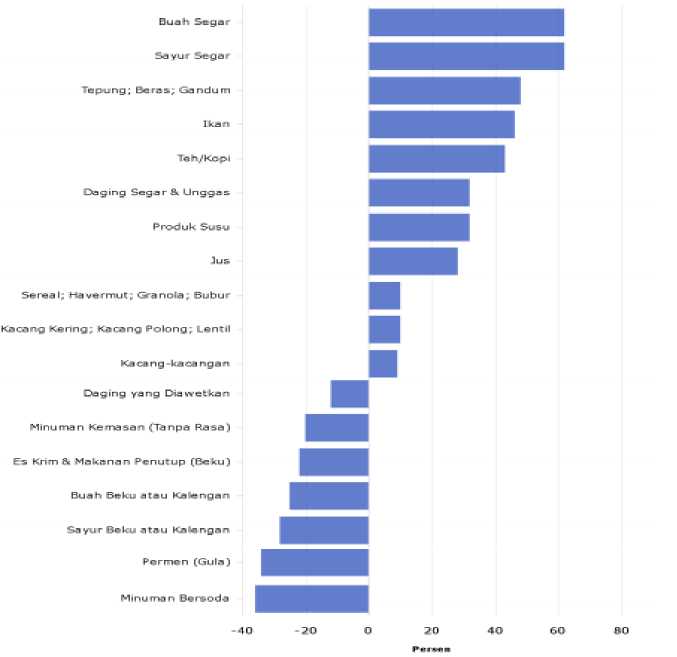 Buah Segar
Sayur Segar
Tepung; Beras; Gandum
Ikan
Teh/Kopi
Daging Segar & Unggas
Produk Susu
Jus
Sereal; Havermut; Granola; Bubur
Kacang Kering; Kacang Polong; Lentil
Kacang-kacangan
Daging yang Diawetkan
Minuman Kemasan (Tanpa Rasa)
Es Krim & Makanan Penutup (Beku)
Buah Beku atau Kalengan
Sayur Beku atau Kalengan
Permen (Gula)
Minuman Bersoda
-40 -20 0 20 40 60 80
Persen